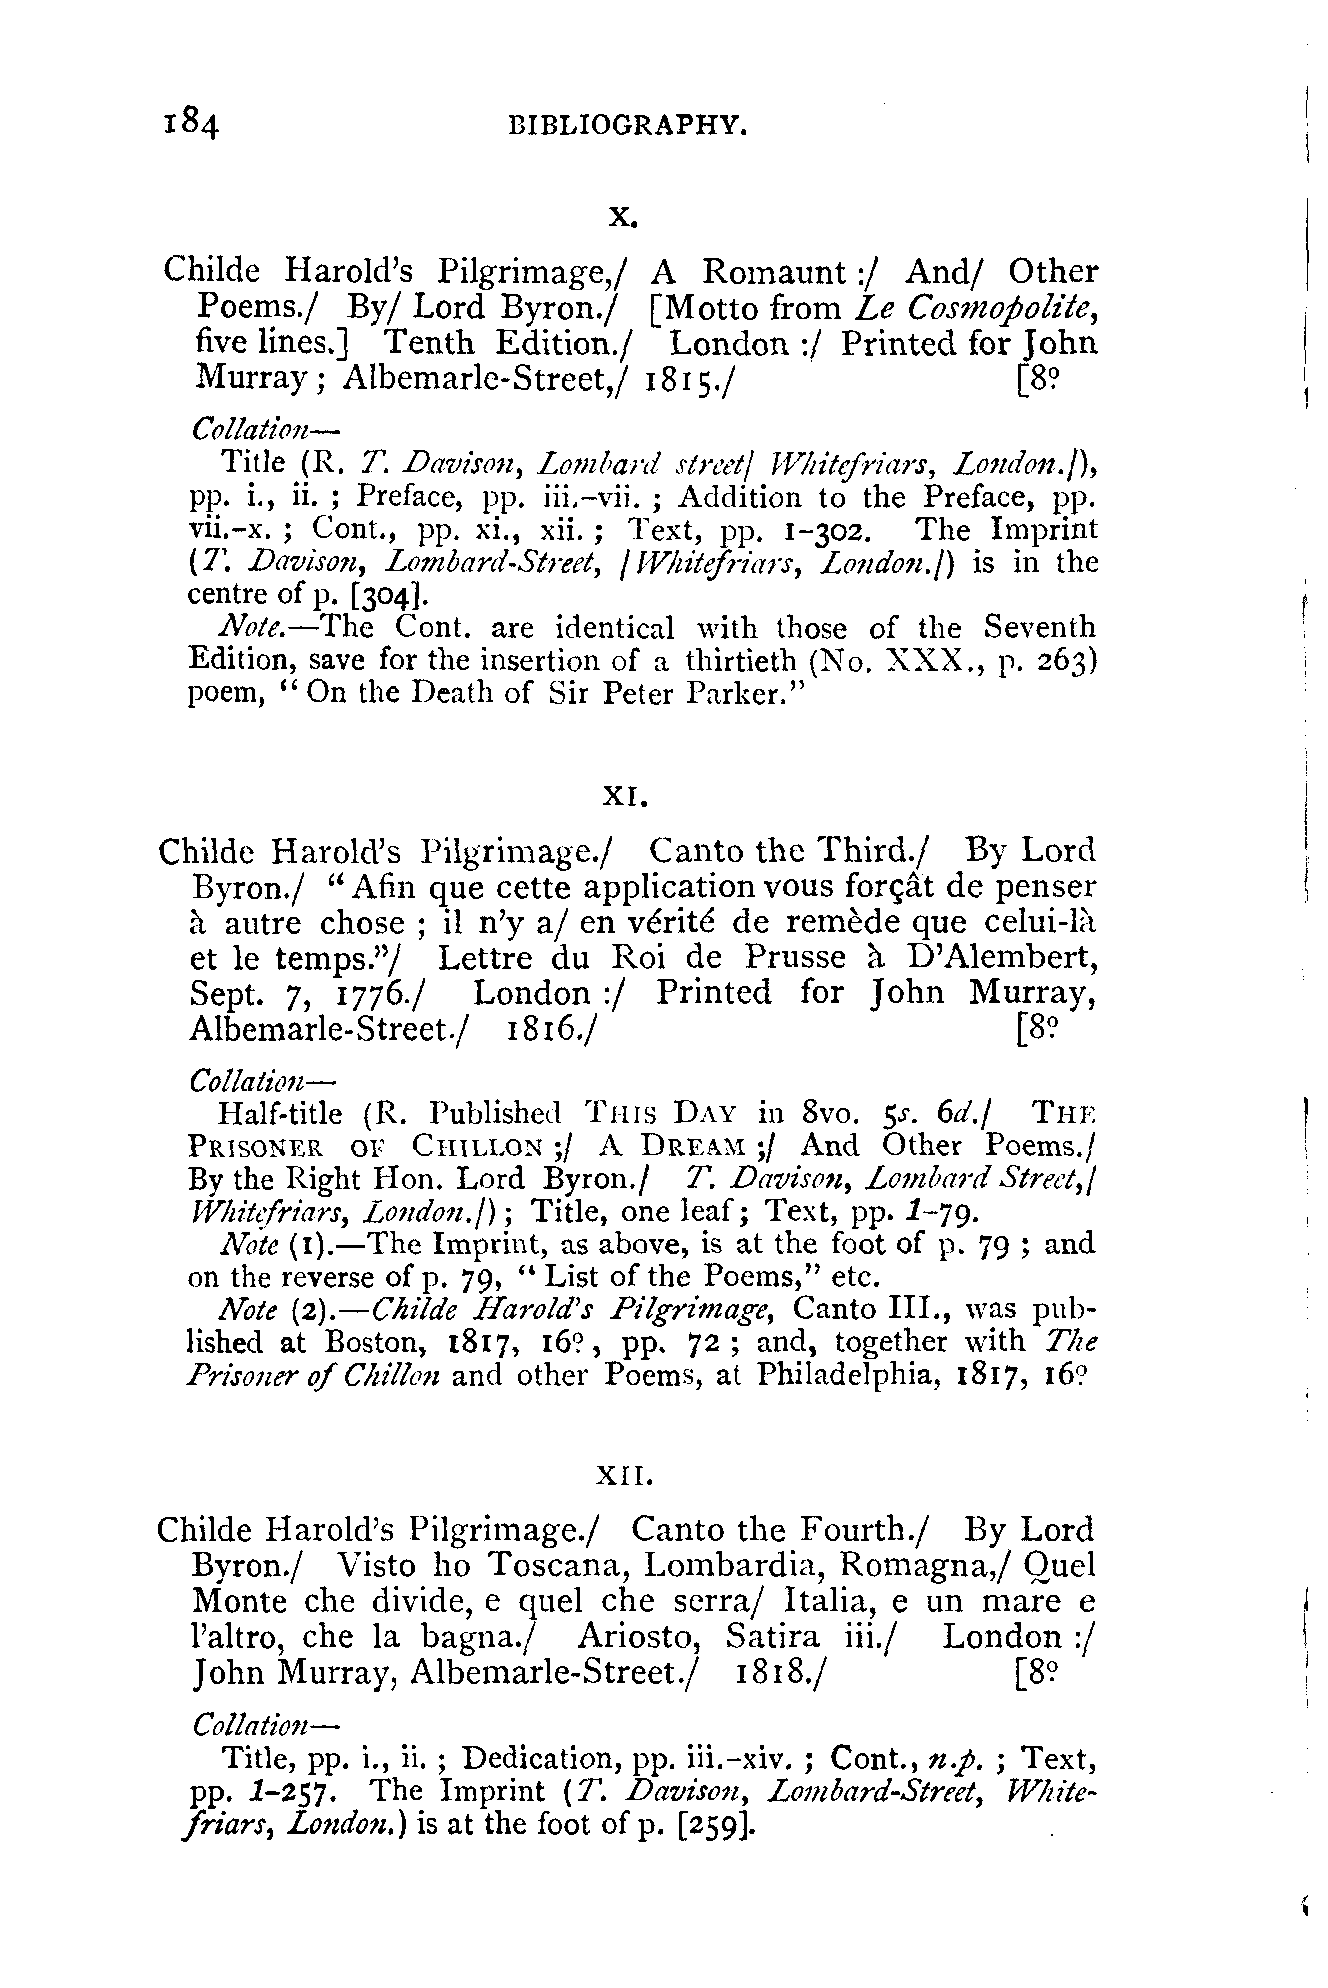 184 BIBLIOGRAPHY.
X.
Childe Harold's Pilgrimage,/ A Romaunt :/ And/ Other
Poems./ By/ Lord Byron./ [Motto from Le Cosmopolite,
five lines.] Tenth Edition./ London :/ Printed for John
Murray ; Albemarle-Street,/ 1815./ [8º
Collation—
Title (R. T. Davison, Lombard street/ Whitefriars, London./),
pp. i., ii. ; Preface, pp. iii.–vii. ; Addition to the Preface, pp.
vii.–x. ; Cont., pp. xi., xii. ; Text, pp. 1–302. The Imprint
(T. Davison, Lombard-Street, / Whitefriars, London./) is in the
centre of p. [304].
Note.—The Cont. are identical with those of the Seventh
Edition, save for the insertion of a thirtieth (No. XXX., p. 263)
poem, “On the Death of Sir Peter Parker.”
XI.
Childe Harold's Pilgrimage./ Canto the Third./ By Lord
Byron./ “Afin que cette application vous forçât de penser
à autre chose ; il n'y a/ en vérité de remède que celui-là
et le temps.”/ Lettre du Roi de Prusse à D'Alembert,
Sept. 7, 1776./ London :/ Printed for John Murray,
Albemarle-Street./ 1816./ [8º
Collation—
Half-title (R. Published THIS DAY in 8vo. 5s. 6d./ THE
PRISONER OF CHILLON ;/ A DREAM ;/ And Other Poems./
By the Right Hon. Lord Byron./ T. Davison, Lombard Street,/
Whitefriars, London./) ; Title, one leaf ; Text, pp. 1–79.
Note (1).—The Imprint, as above, is at the foot of p. 79 ; and
on the reverse of p. 79, “List of the Poems,” etc.
Note (2).—Childe Harold's Pilgrimage, Canto III., was pub-
lished at Boston, 1817, 16º, pp. 72 ; and, together with The
Prisoner of Chillon and other Poems, at Philadelphia, 1817, 16º
XII.
Childe Harold's Pilgrimage./ Canto the Fourth./ By Lord
Byron./ Visto ho Toscana, Lombardia, Romagna,/ Quel
Monte che divide, e quel che serra/ Italia, e un mare e
l'altro, che la bagna./ Ariosto, Satira iii./ London :/
John Murray, Albemarle-Street./ 1818./ [8º
Collation—
Title, pp. i., ii. ; Dedication, pp. iii.–xiv. ; Cont., n.p. ; Text,
pp. 1–257. The Imprint (T. Davison, Lombard-Street, White-
friars, London.) is at the foot of p. [259].